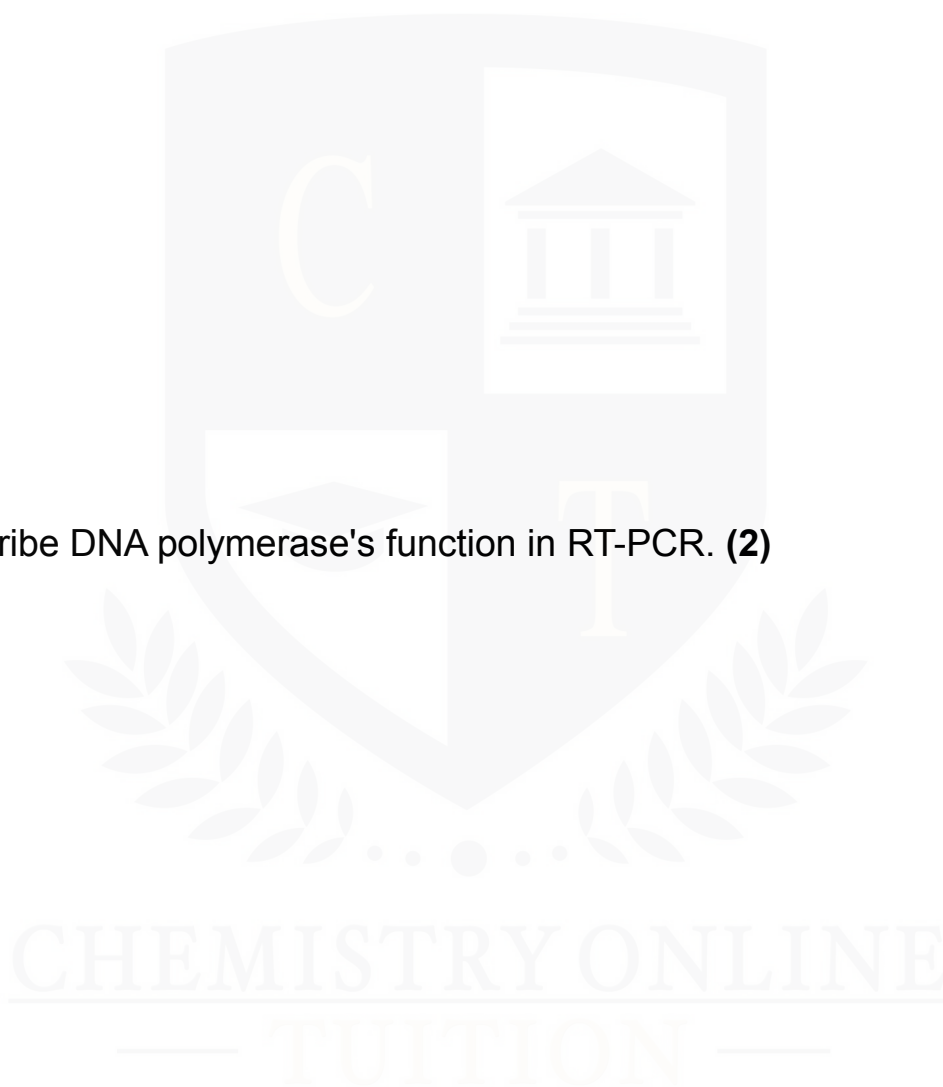 C
ribe DNA polymerase's function in RT-PCR. (2)
T
CHEMISTRY ONLINE
TUITION